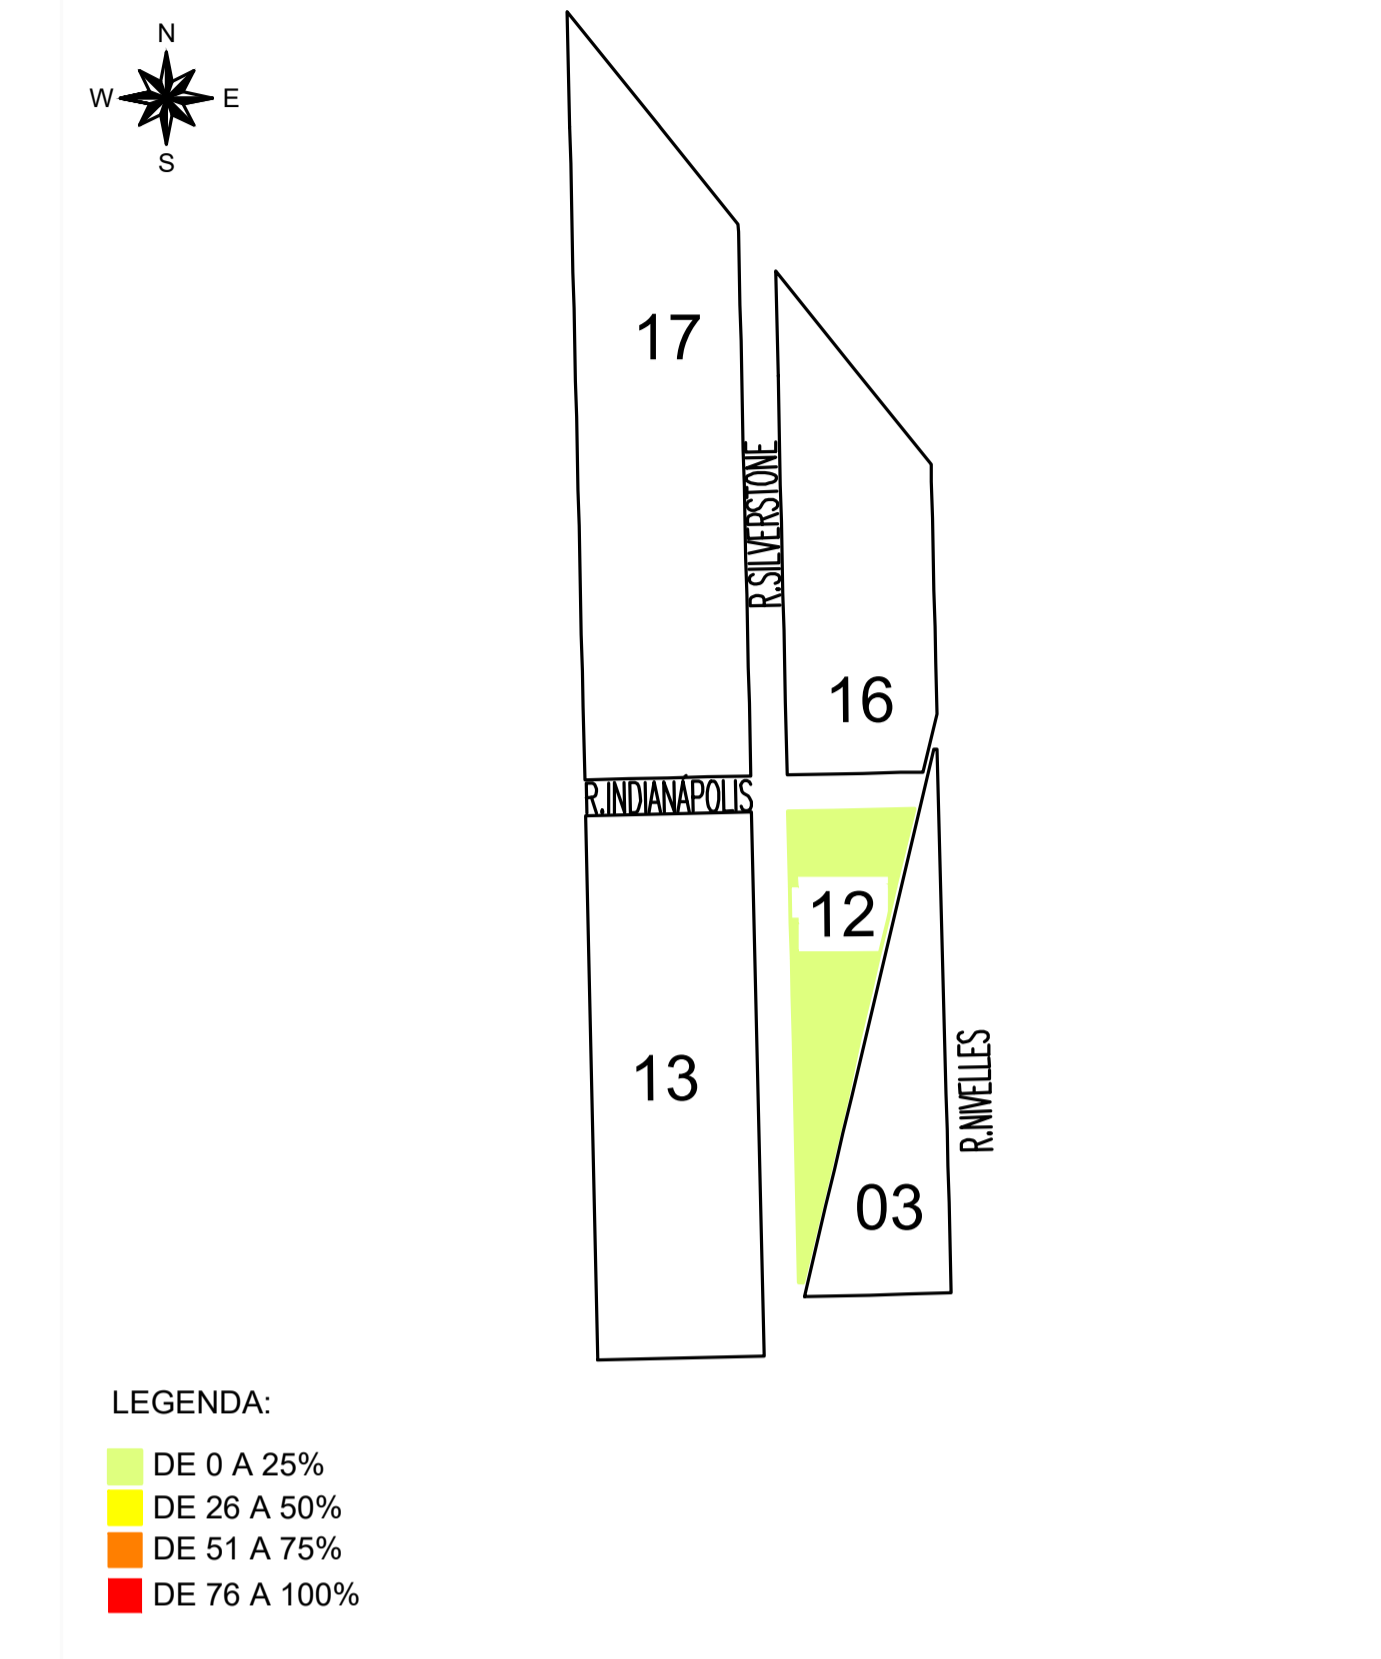 N
W
E
S
17
R.SILVERSTONE
16
R.INDIANÁPOLIS
12
13
R.NIVELLES
03
LEGENDA:
DE 0 A 25%
DE 26 A 50%
DE 51 A 75%
DE 76 A 100%